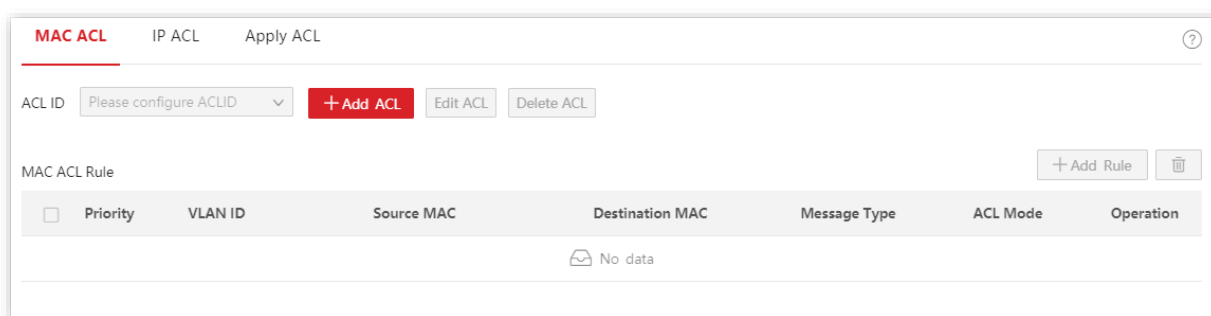 MAC ACL IP ACL Apply ACL ?
ACL ID Please configure ACLID +Add ACL Edit ACL Delete ACL
+Add Rule
MAC ACL Rule
Priority VLAN ID Source MAC Destination MAC Message Type ACL Mode Operation
No data